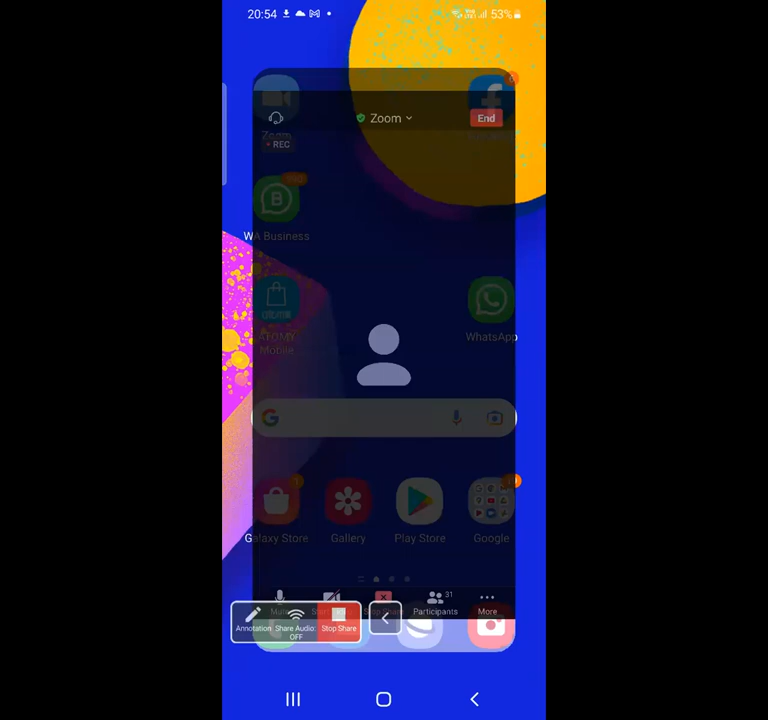 20:54 53%
Zoom End
Zoom
REC
WA Business
ATOMY
Mobile
WhatsApp
Galaxy Store Gallery Play Store Google
31
Mute Participants More
Annotation Share Audio: Stop Share
OFF